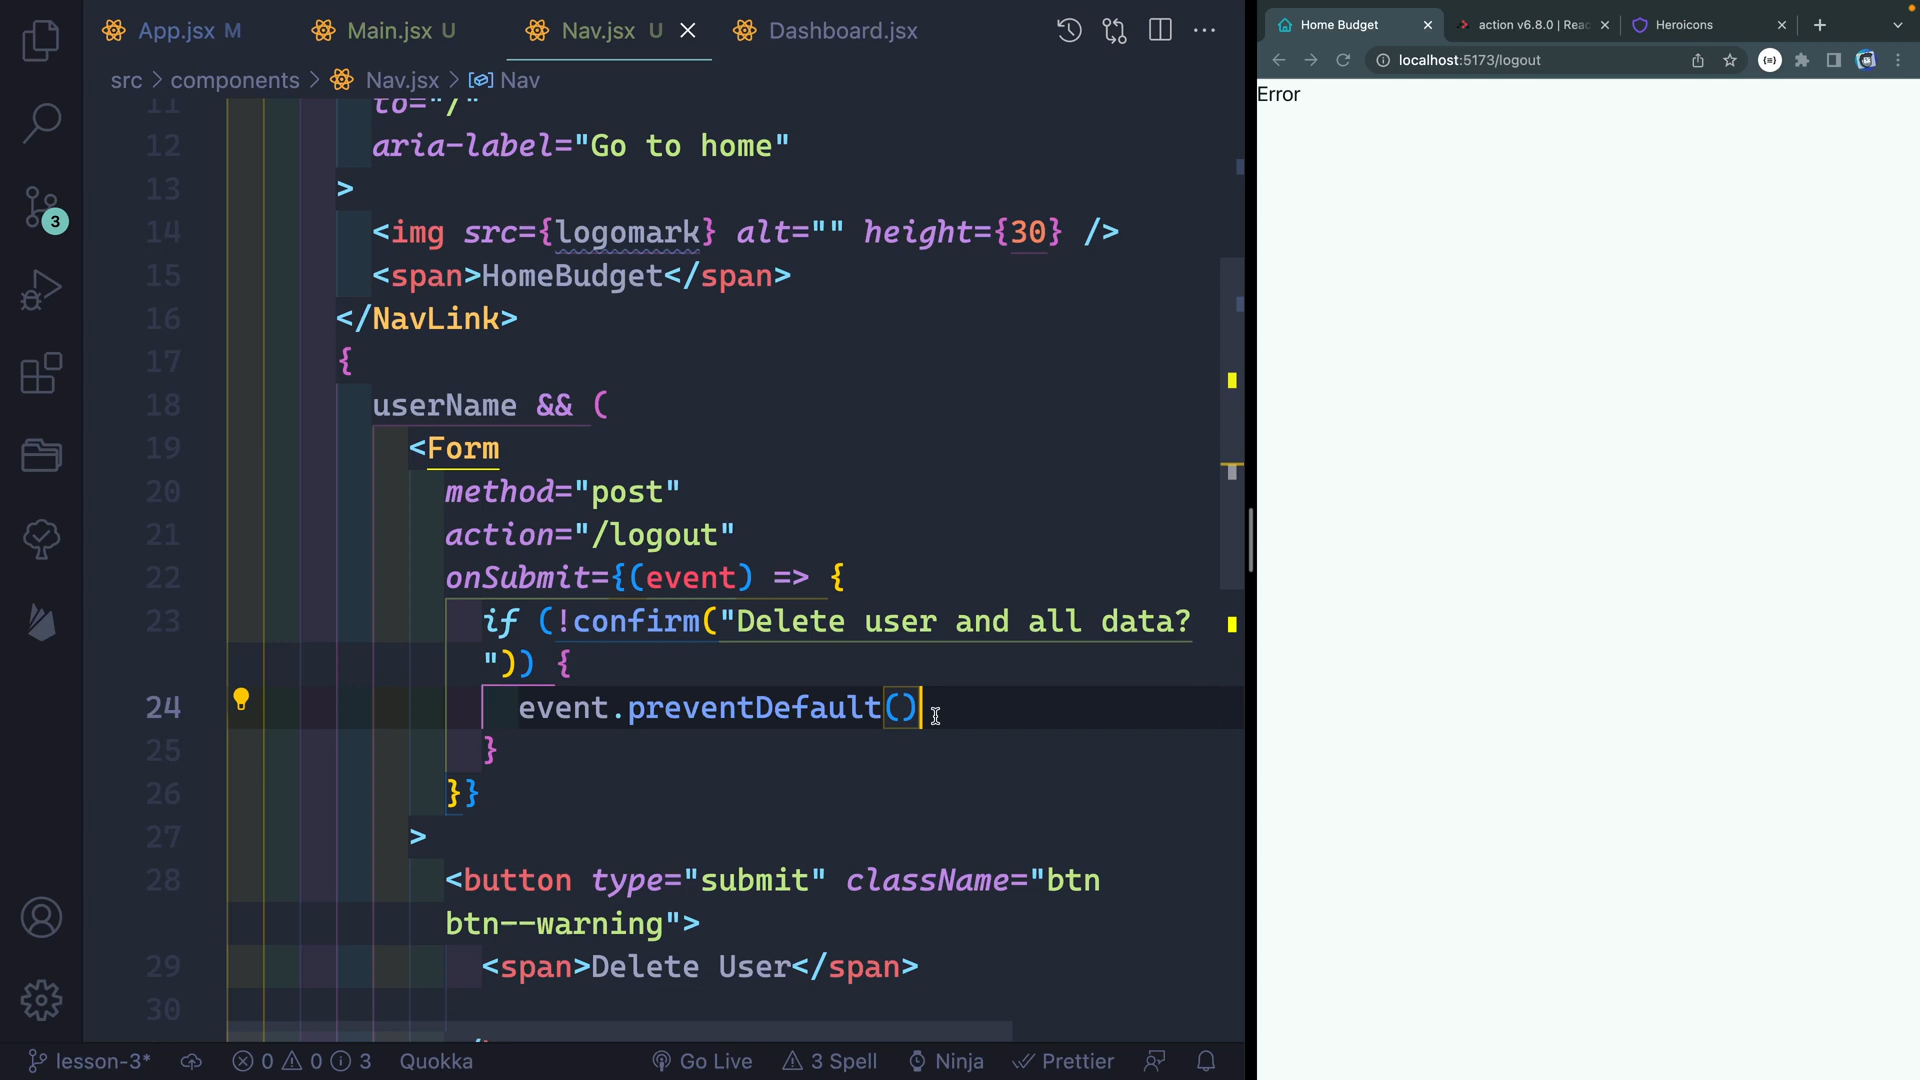 App.jsx M
Main.jsx U
Nav.jsx U
Dashboard.jsx
src > components > Nav.jsx > Nav
11 to="/"
12 aria-label="Go to home"
13 >
14 <img src={logomark} alt="" height={30} />
15 <span>HomeBudget</span>
16 </NavLink>
17 {
18 userName && (
19 <Form
20 method="post"
21 action="/logout"
22 onSubmit={(event) => {
23 if (!confirm("Delete user and all data?
")) {
24 event.preventDefault()
25 }
26 }}
27 >
28 <button type="submit" className="btn
btn--warning">
29 <span>Delete User</span>
30
3
lesson-3* 0 0 3 Quokka Go Live 3 Spell Ninja Prettier
Home Budget
action v6.8.0 | Reac
Heroicons
localhost:5173/logout
Error